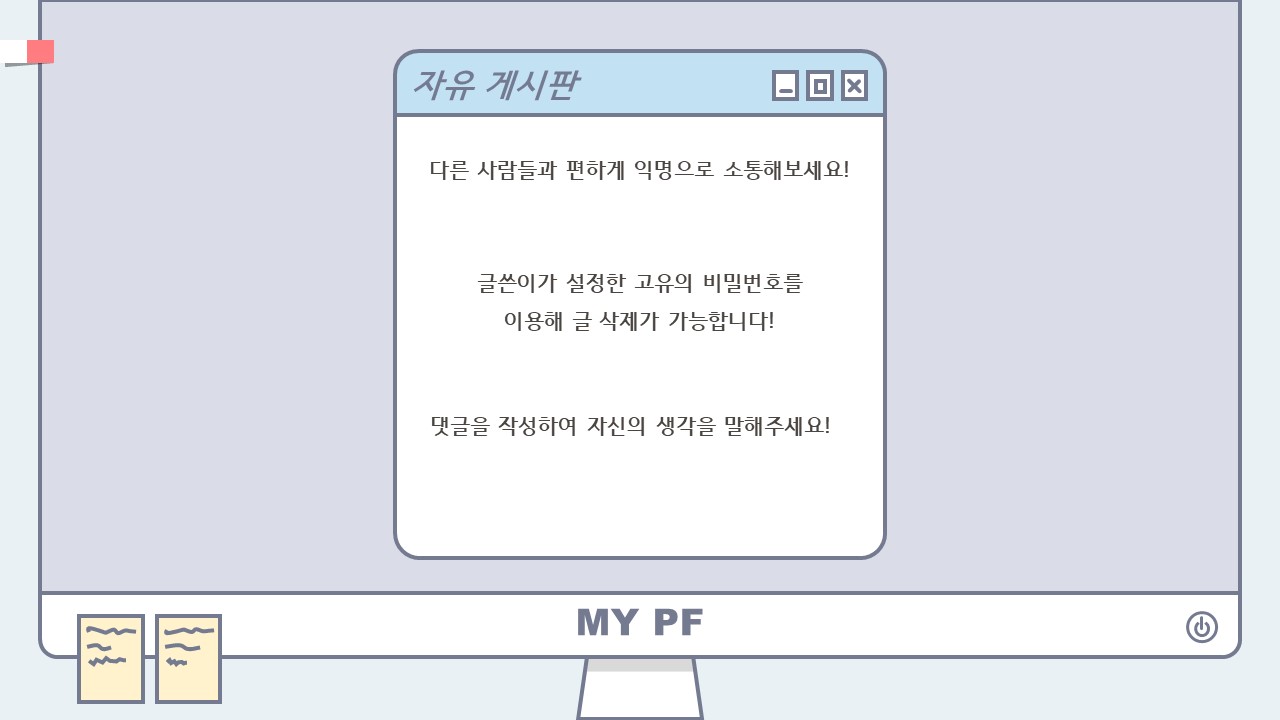 자유 게시판
다른 사람들과 편하게 익명으로 소통해보세요!
글쓴이가 설정한 고유의 비밀번호를
이용해 글 삭제가 가능합니다!
댓글을 작성하여 자신의 생각을 말해주세요!
MY PF